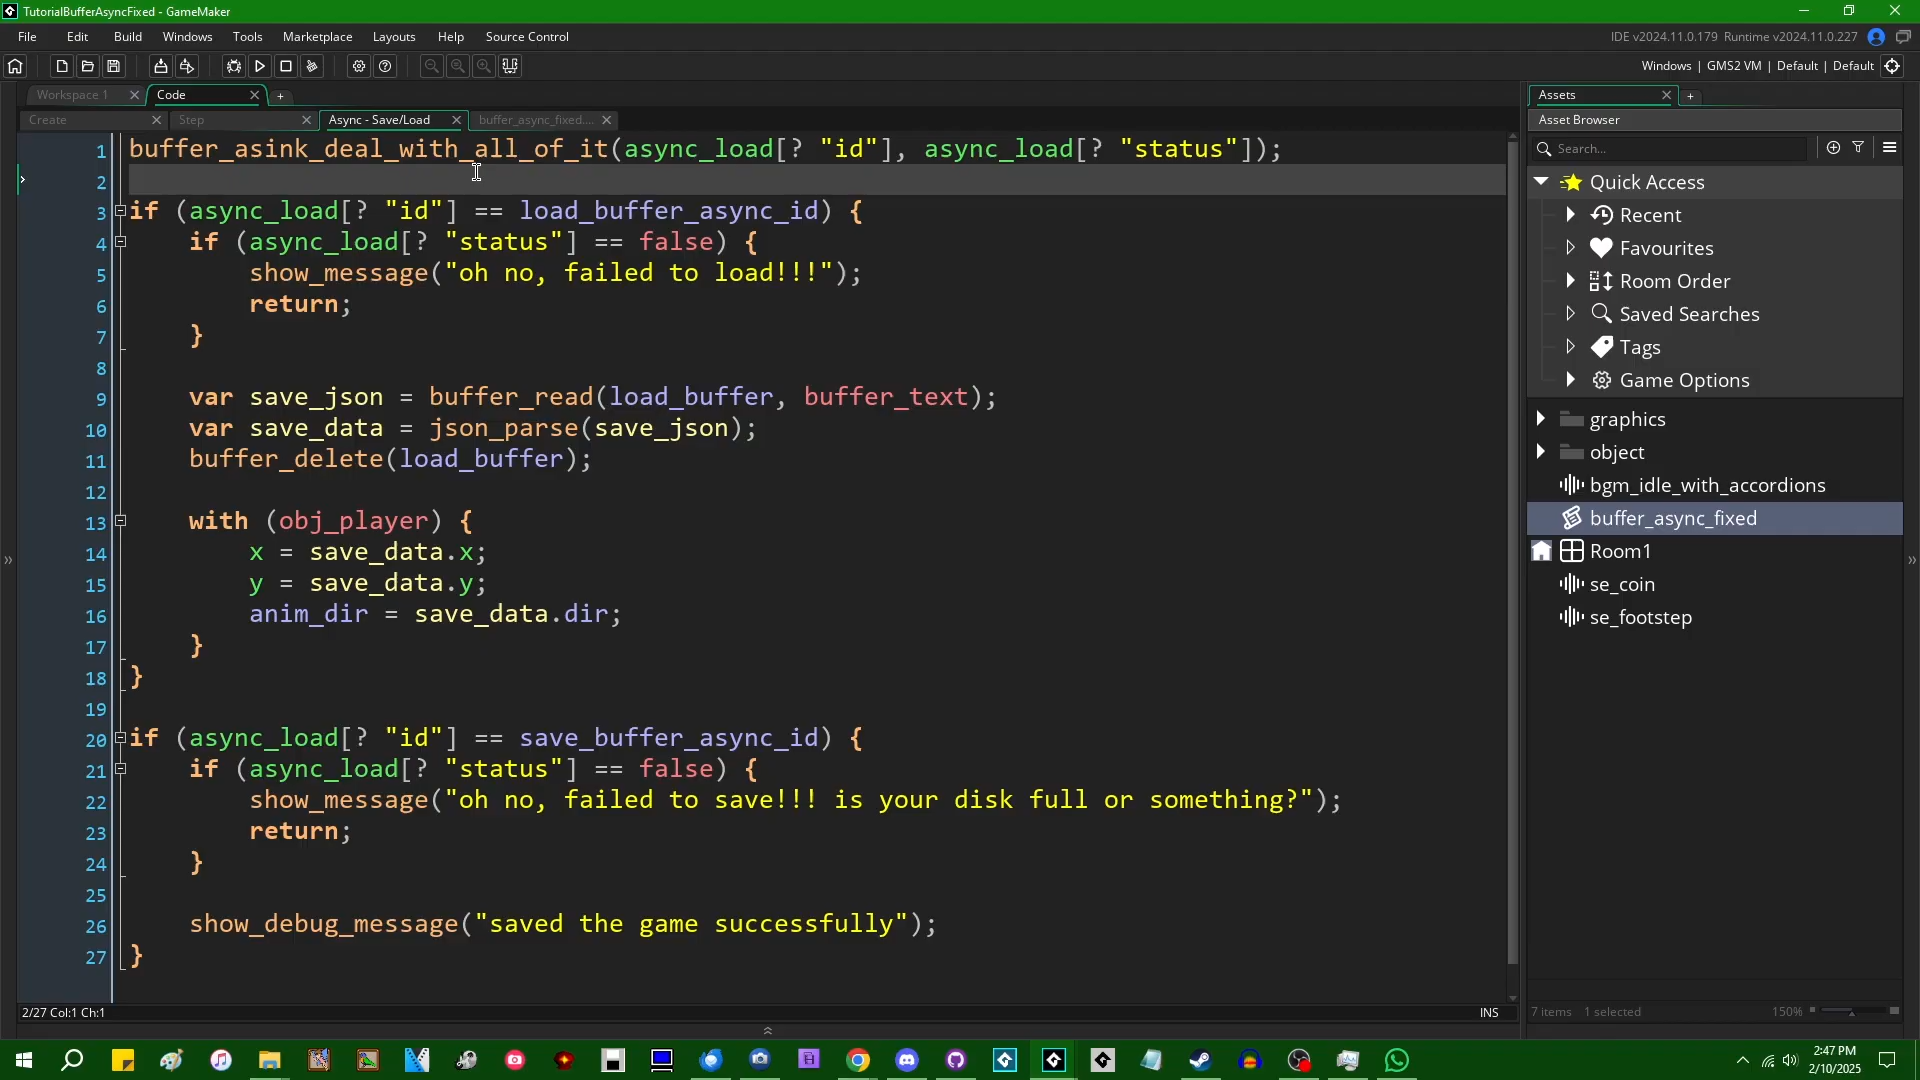 TutorialBufferAsyncFixed - GameMaker
File Edit Build Windows Tools Marketplace Layouts Help Source Control
IDE v2024.11.0.179 Runtime v2024.11.0.227
Windows | GMS2 VM | Default | Default
Workspace 1 Code
Create Step Async - Save/Load buffer_async_fixed....
1 buffer_asink_deal_with_all_of_it(async_load[? "id"], async_load[? "status"]);
2
3 if (async_load[? "id"] == load_buffer_async_id) {
4 if (async_load[? "status"] == false) {
5 show_message("oh no, failed to load!!!");
6 return;
7 }
8
9 var save_json = buffer_read(load_buffer, buffer_text);
10 var save_data = json_parse(save_json);
11 buffer_delete(load_buffer);
12
13 with (obj_player) {
14 x = save_data.x;
15 y = save_data.y;
16 anim_dir = save_data.dir;
17 }
18 }
19
20 if (async_load[? "id"] == save_buffer_async_id) {
21 if (async_load[? "status"] == false) {
22 show_message("oh no, failed to save!!! is your disk full or something?");
23 return;
24 }
25
26 show_debug_message("saved the game successfully");
27 }
2/27 Col:1 Ch:1 INS
Assets
Asset Browser
Search...
Quick Access
Recent
Favourites
Room Order
Saved Searches
Tags
Game Options
graphics
object
bgm_idle_with_accordions
buffer_async_fixed
Room1
se_coin
se_footstep
7 items 1 selected 150%
2:47 PM
2/10/2025